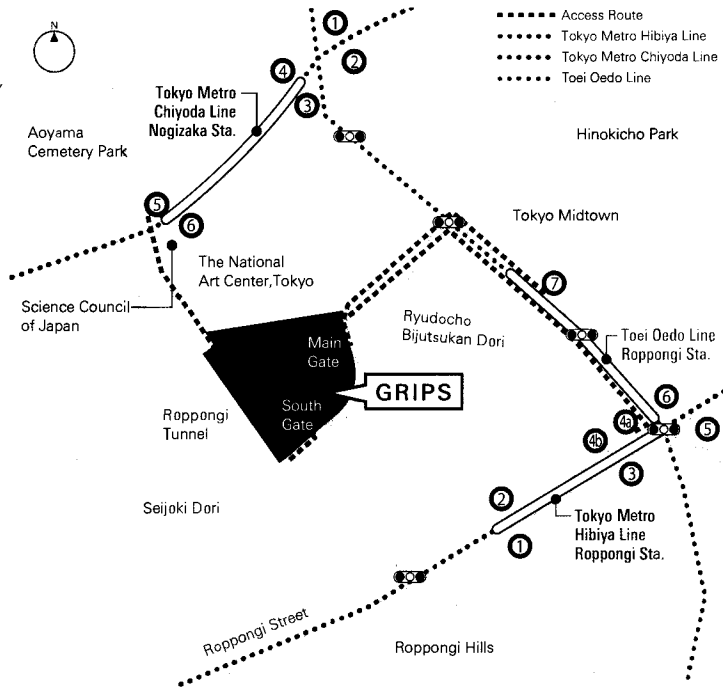 N
1
2
Access Route
Tokyo Metro Hibiya Line
Tokyo Metro Chiyoda Line
Toei Oedo Line
4
3
Tokyo Metro
Chiyoda Line
Nogizaka Sta.
Aoyama
Cemetery Park
Hinokicho Park
5
6
Tokyo Midtown
The National
Art Center,Tokyo
Science Council
of Japan
7
Ryudocho
Bijutsukan Dori
Toei Oedo Line
Roppongi Sta.
Main
Gate
GRIPS
South
Gate
Roppongi
Tunnel
6
4a
4b
5
3
Seijoki Dori
2
1
Tokyo Metro
Hibiya Line
Roppongi Sta.
Roppongi Street
Roppongi Hills